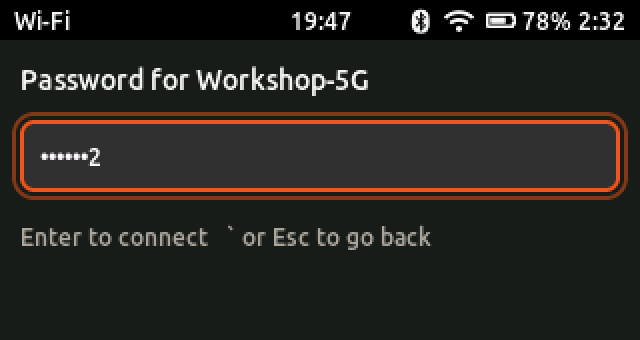 Wi-Fi 19:47 78% 2:32
Password for Workshop-5G
••••••2
Enter to connect ` or Esc to go back